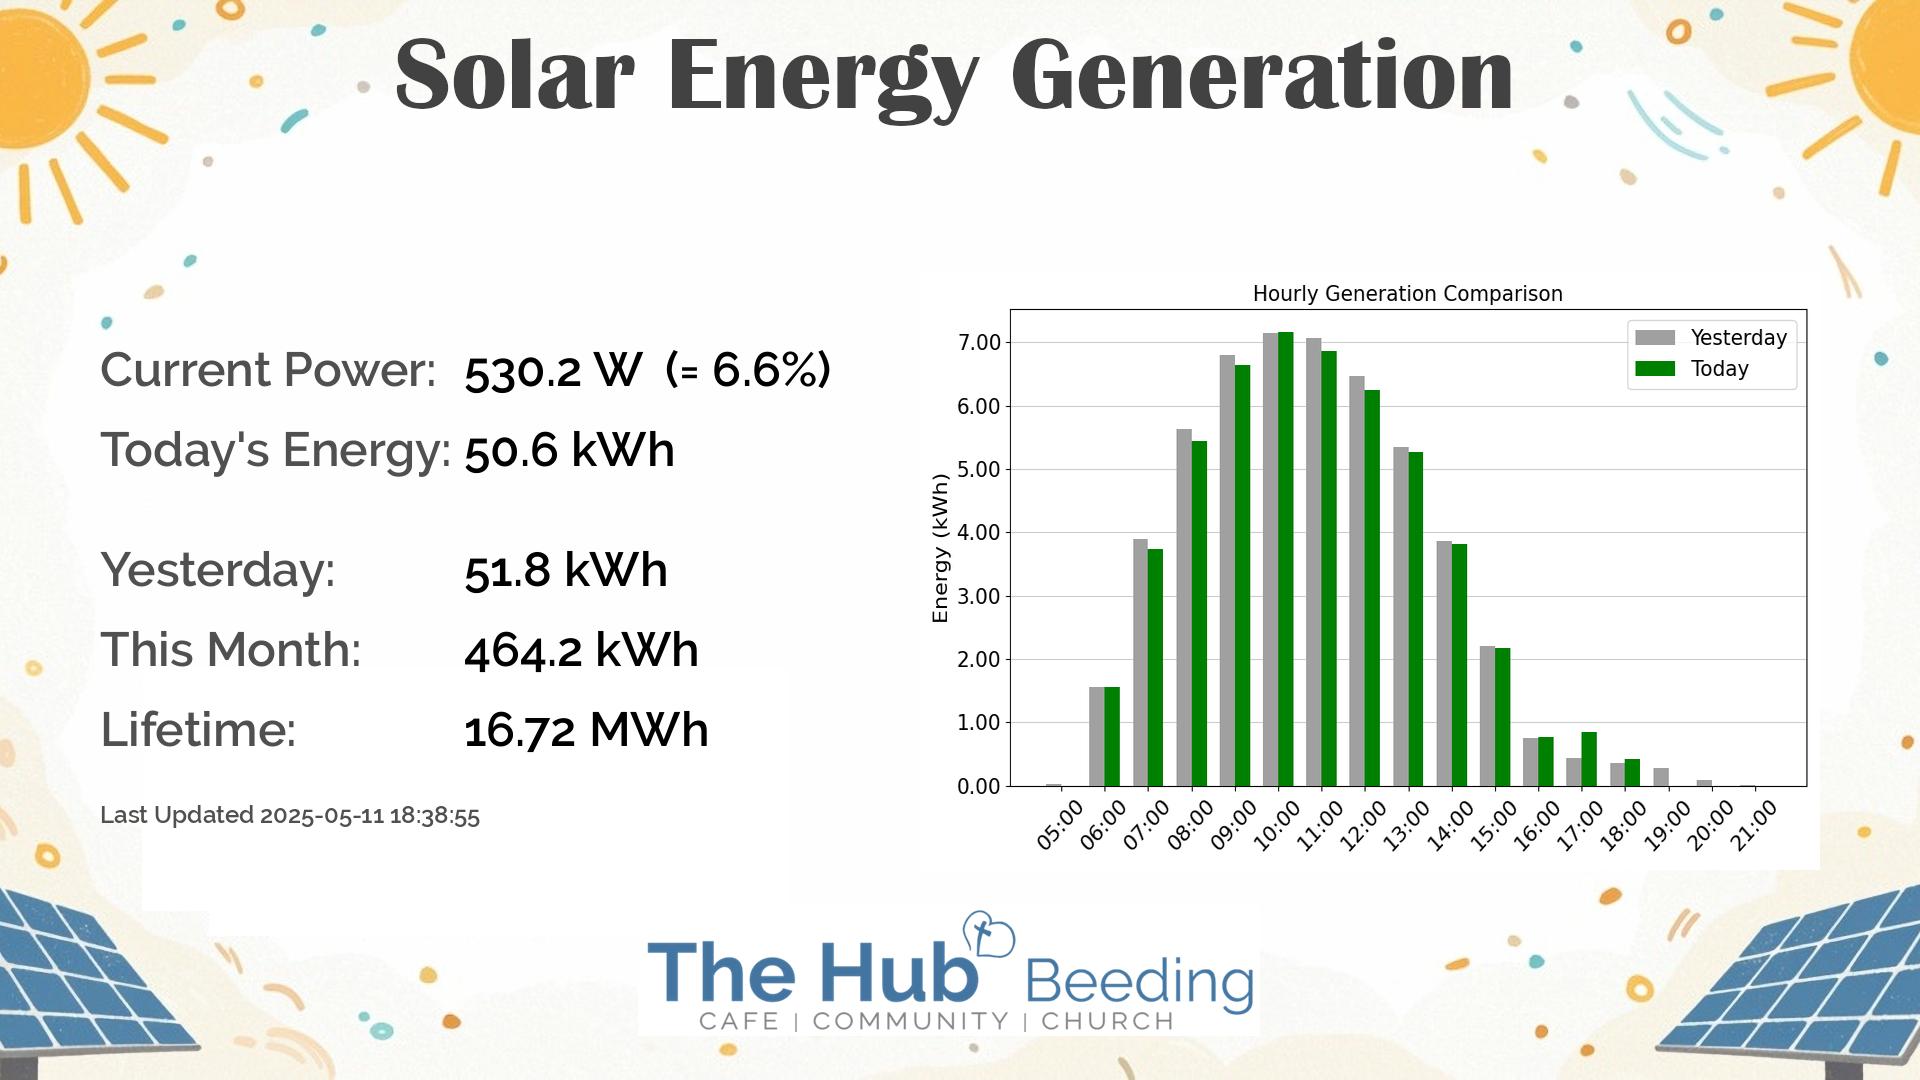 Solar Energy Generation
Current Power: 530.2 W (= 6.6%)
Today's Energy: 50.6 kWh
Yesterday: 51.8 kWh
This Month: 464.2 kWh
Lifetime: 16.72 MWh
Last Updated 2025-05-11 18:38:55
Hourly Generation Comparison
Yesterday
Today
Energy (kWh)
7.00
6.00
5.00
4.00
3.00
2.00
1.00
0.00
05:00 06:00 07:00 08:00 09:00 10:00 11:00 12:00 13:00 14:00 15:00 16:00 17:00 18:00 19:00 20:00 21:00
The Hub Beeding
CAFE | COMMUNITY | CHURCH